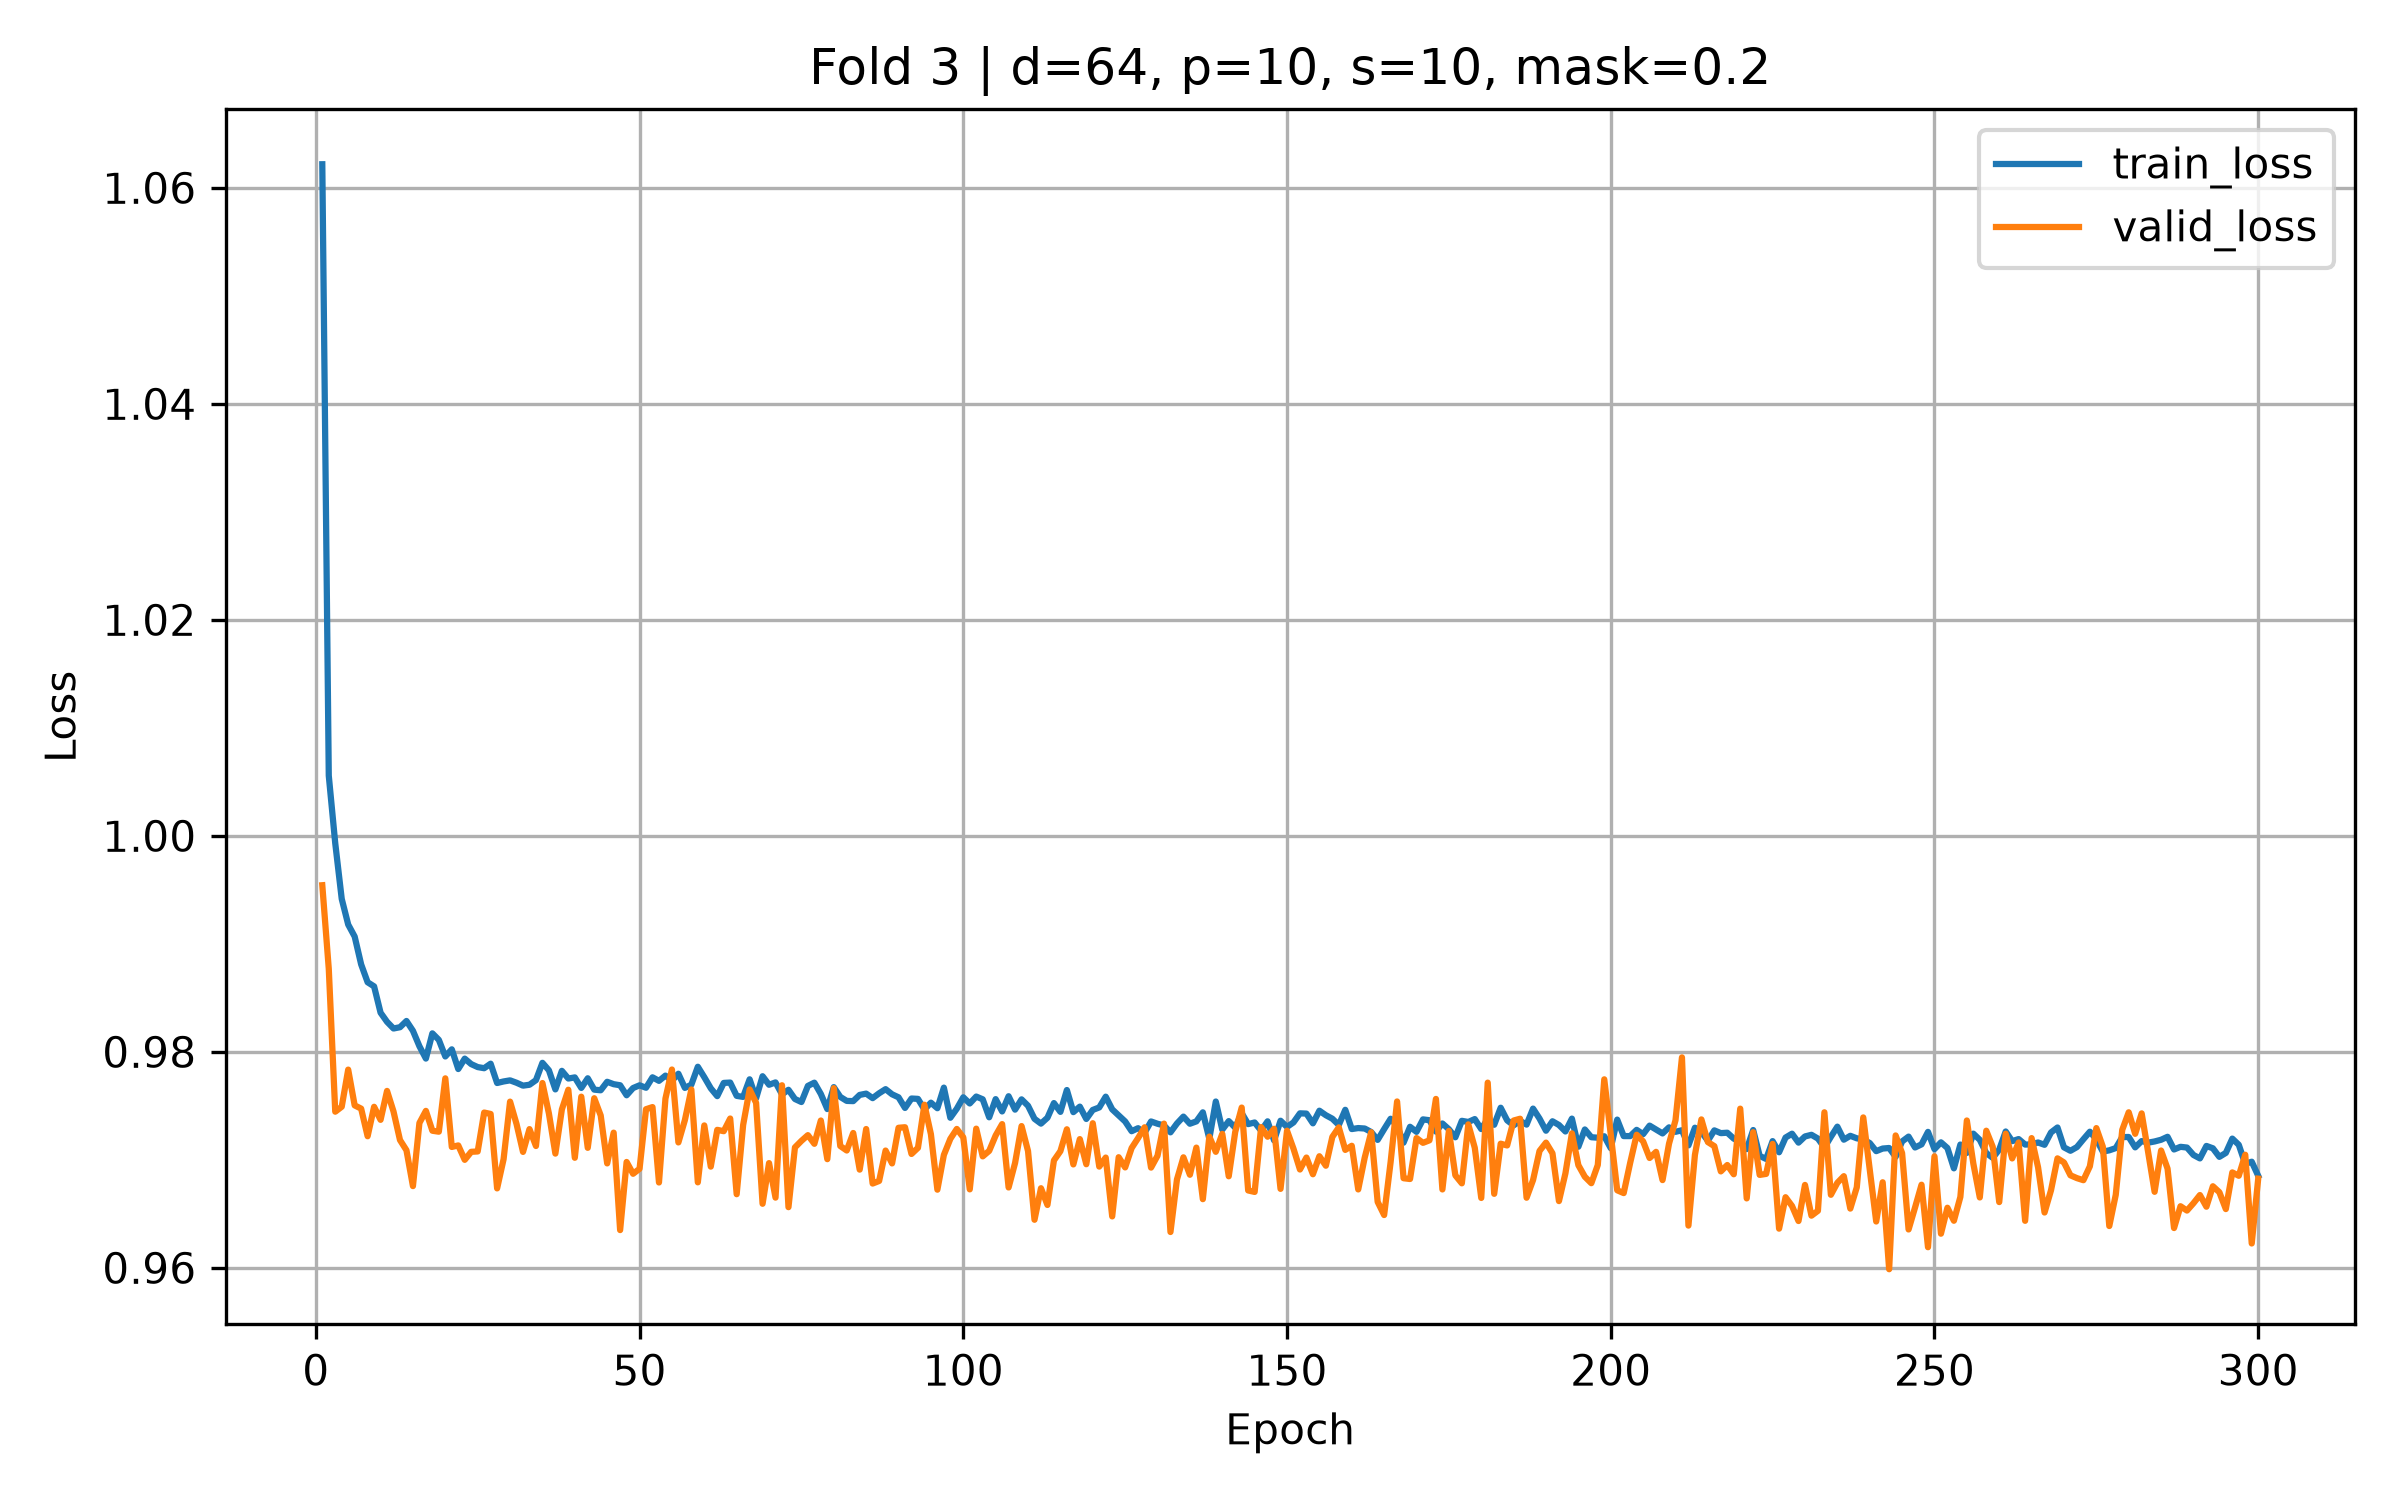 Fold 3 | d=64, p=10, s=10, mask=0.2
train_loss
valid_loss
1.06
1.04
1.02
1.00
0.98
0.96
Loss
0 50 100 150 200 250 300
Epoch